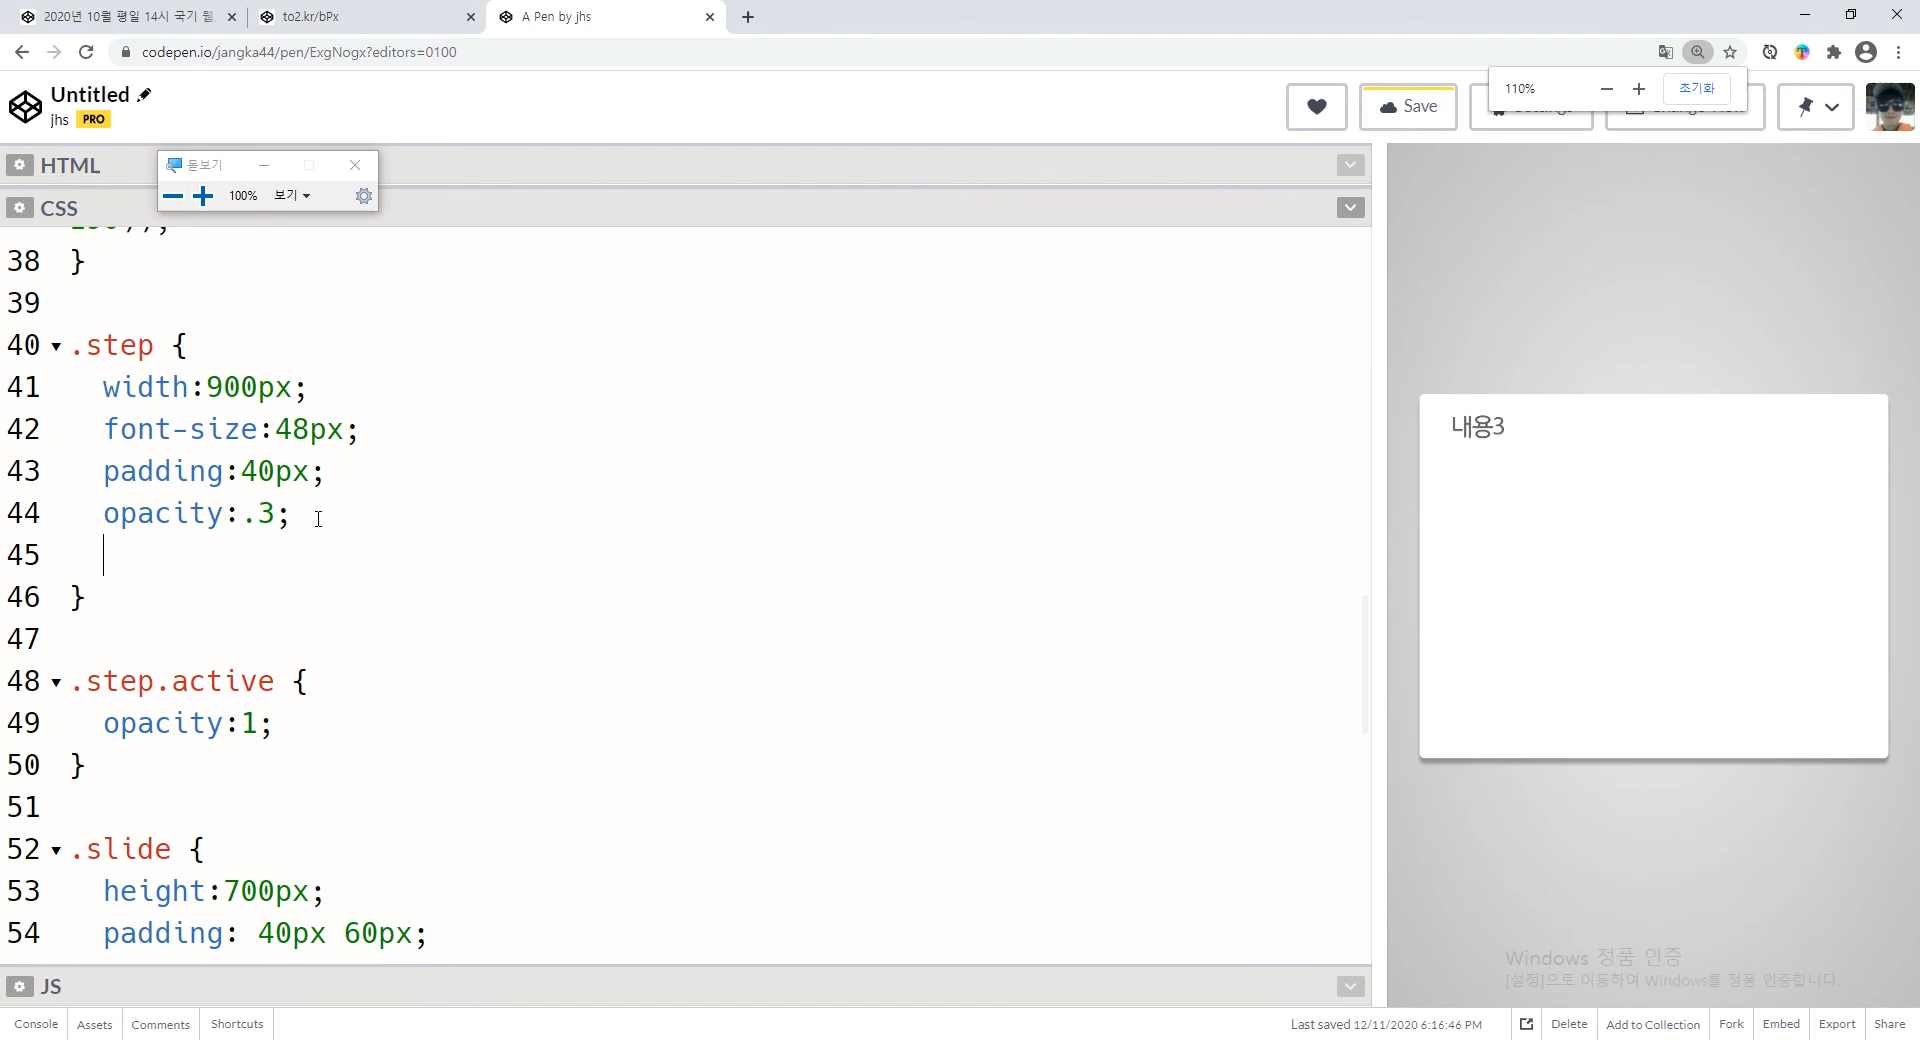 2020년 10월 평일 14시 국기 웹
to2.kr/bPx
A Pen by jhs
codepen.io/jangka44/pen/ExgNogx?editors=0100
110%
초기화
Untitled
jhs PRO
Save
HTML
돋보기
100% 보기
CSS
38 }
39
40 .step {
41 width:900px;
42 font-size:48px;
43 padding:40px;
44 opacity:.3;
45
46 }
47
48 .step.active {
49 opacity:1;
50 }
51
52 .slide {
53 height:700px;
54 padding: 40px 60px;
내용3
Windows 정품 인증
[설정]으로 이동하여 Windows를 정품 인증합니다.
JS
Console Assets Comments Shortcuts Last saved 12/11/2020 6:16:46 PM Delete Add to Collection Fork Embed Export Share